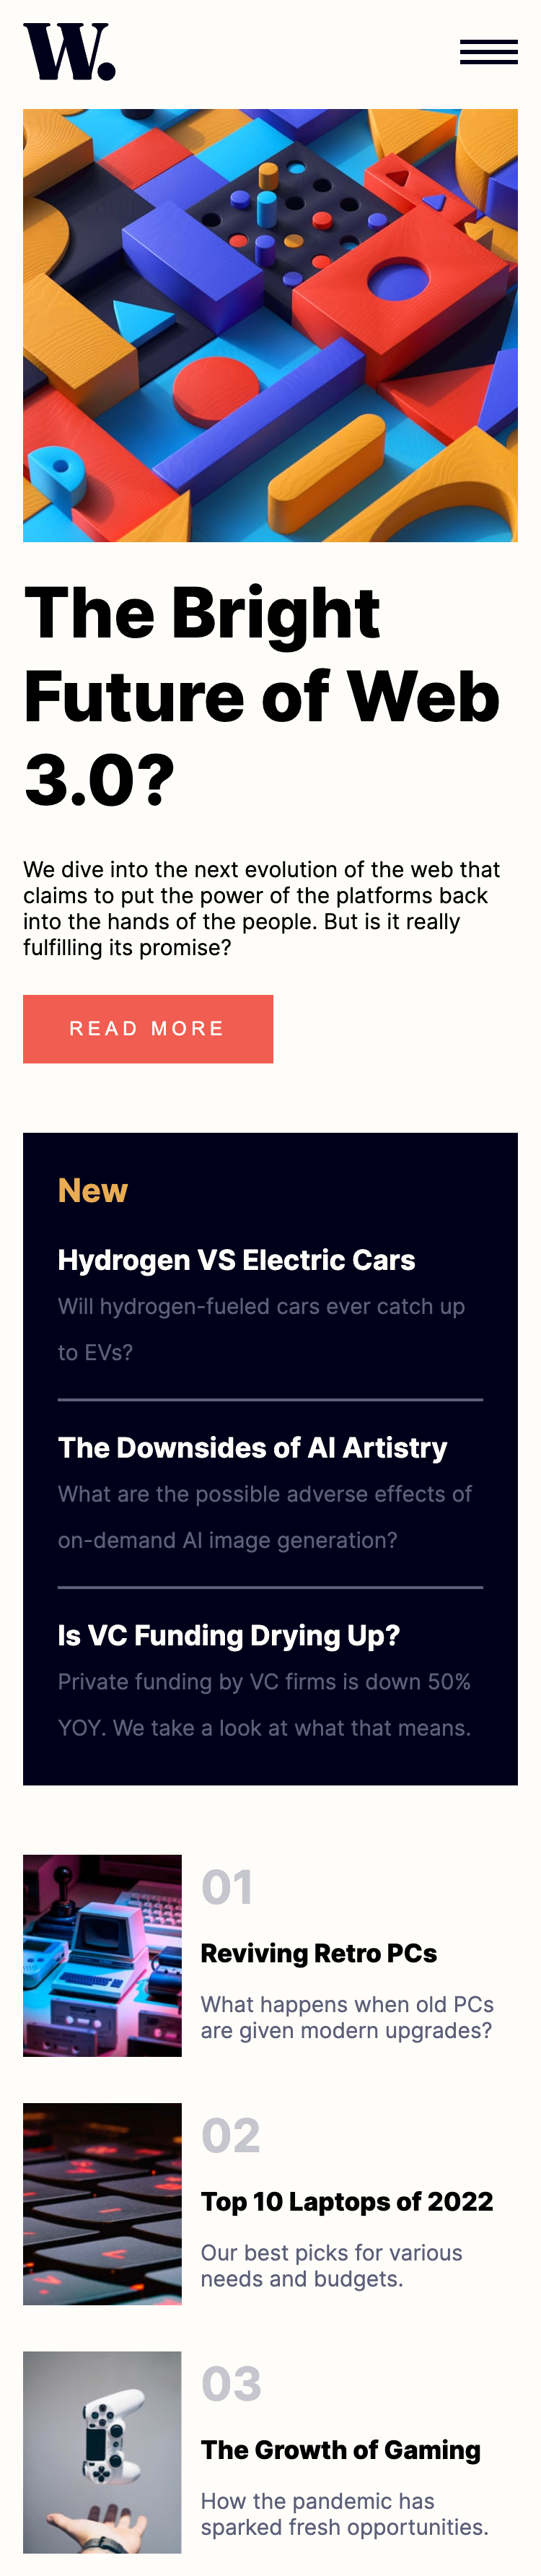 W.
The Bright
Future of Web
3.0?
We dive into the next evolution of the web that
claims to put the power of the platforms back
into the hands of the people. But is it really
fulfilling its promise?
READ MORE
New
Hydrogen VS Electric Cars
Will hydrogen-fueled cars ever catch up
to EVs?
The Downsides of AI Artistry
What are the possible adverse effects of
on-demand AI image generation?
Is VC Funding Drying Up?
Private funding by VC firms is down 50%
YOY. We take a look at what that means.
01
Reviving Retro PCs
What happens when old PCs
are given modern upgrades?
02
Top 10 Laptops of 2022
Our best picks for various
needs and budgets.
03
The Growth of Gaming
How the pandemic has
sparked fresh opportunities.